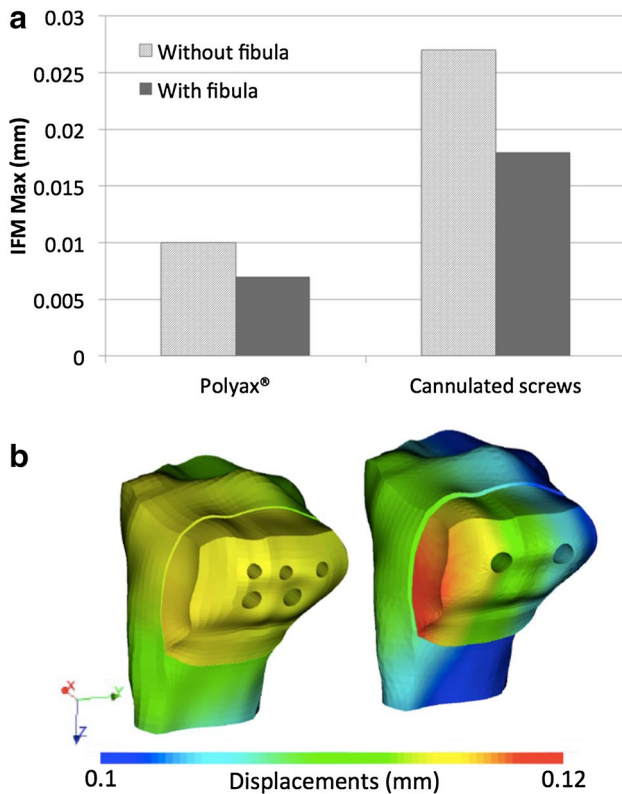 a
0.03
Without fibula
0.025
With fibula
0.02
IFM Max (mm)
0.015
0.01
0.005
0
Polyax® Cannulated screws
b
X
Y
Z
0.1 Displacements (mm) 0.12